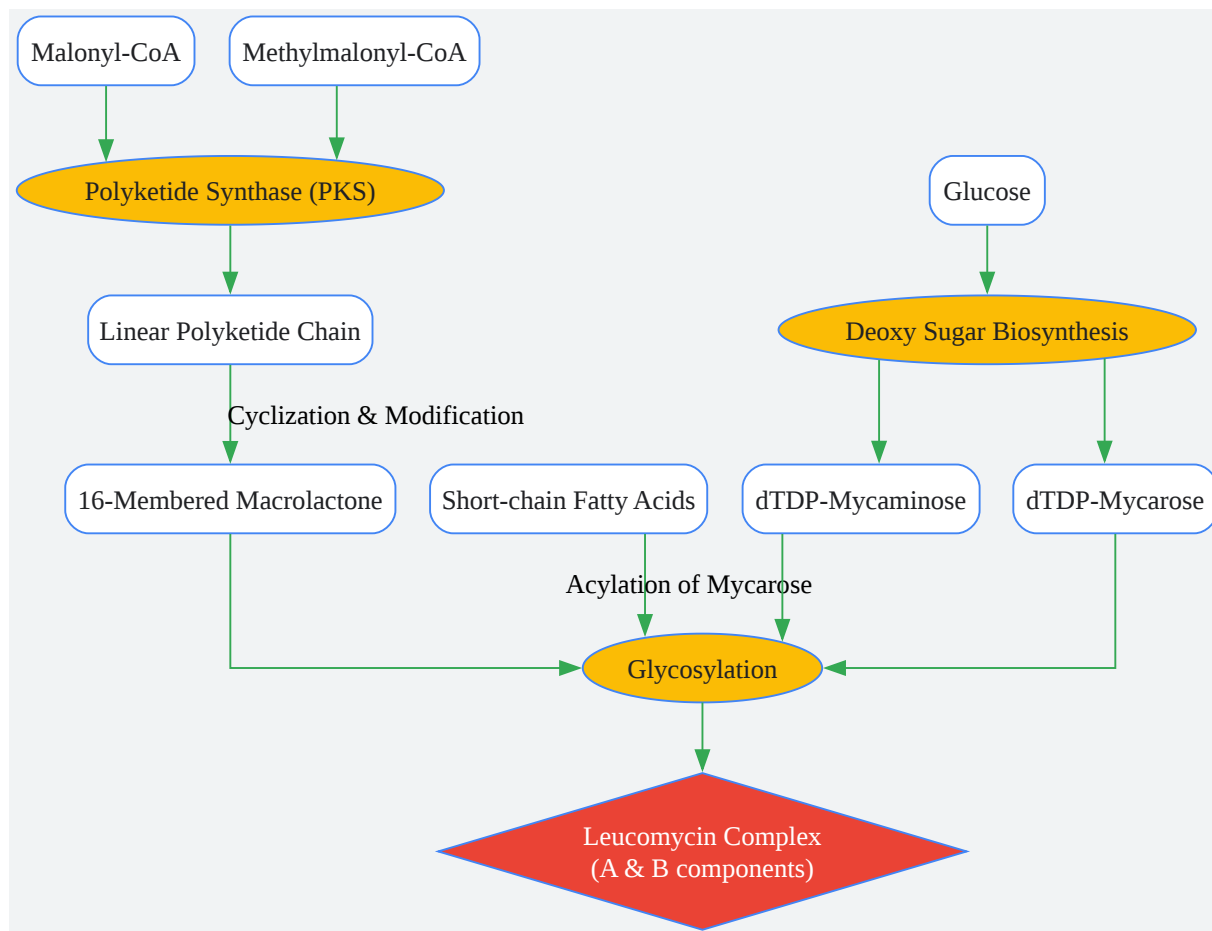 Malonyl-CoA
Methylmalonyl-CoA
Polyketide Synthase (PKS)
Glucose
Linear Polyketide Chain
Deoxy Sugar Biosynthesis
Cyclization & Modification
16-Membered Macrolactone
Short-chain Fatty Acids
dTDP-Mycaminose
dTDP-Mycarose
Acylation of Mycarose
Glycosylation
Leucomycin Complex
(A & B components)